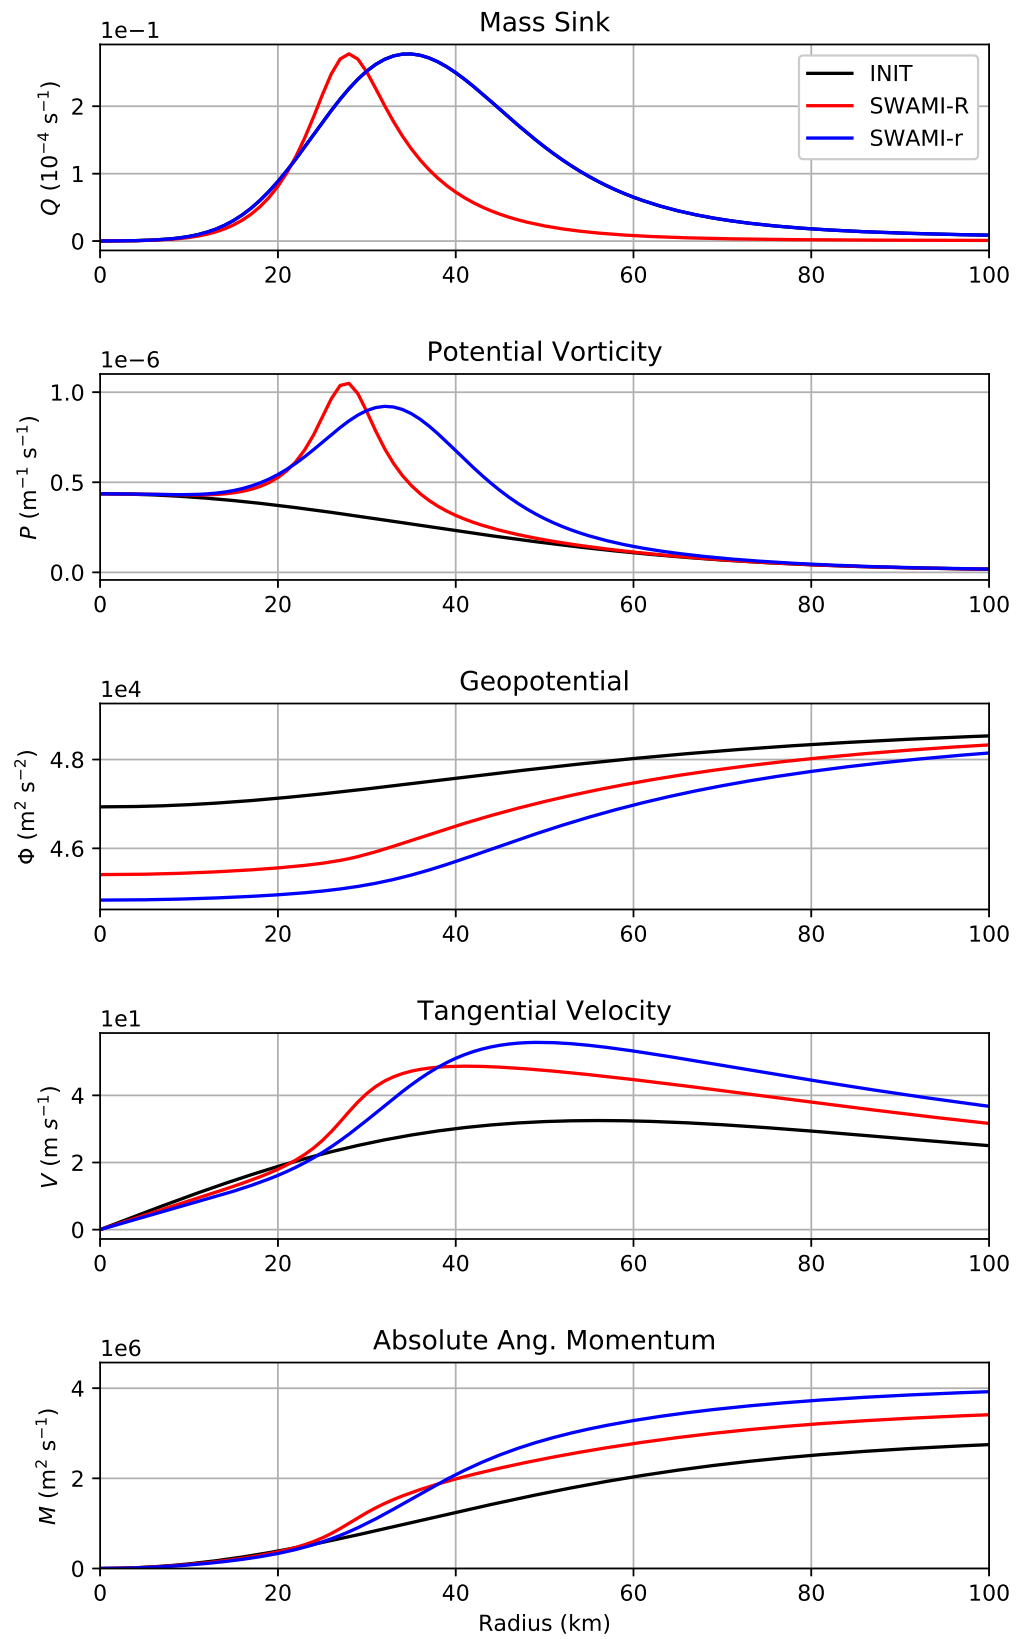 Mass Sink
1e−1
Q (10⁻⁴ s⁻¹)
2
1
0
INIT
SWAMI-R
SWAMI-r
0 20 40 60 80 100
Potential Vorticity
1e−6
P (m⁻¹ s⁻¹)
1.0
0.5
0.0
0 20 40 60 80 100
Geopotential
1e4
Φ (m² s⁻²)
4.8
4.6
0 20 40 60 80 100
Tangential Velocity
1e1
V (m s⁻¹)
4
2
0
0 20 40 60 80 100
Absolute Ang. Momentum
1e6
M (m² s⁻¹)
4
2
0
0 20 40 60 80 100
Radius (km)